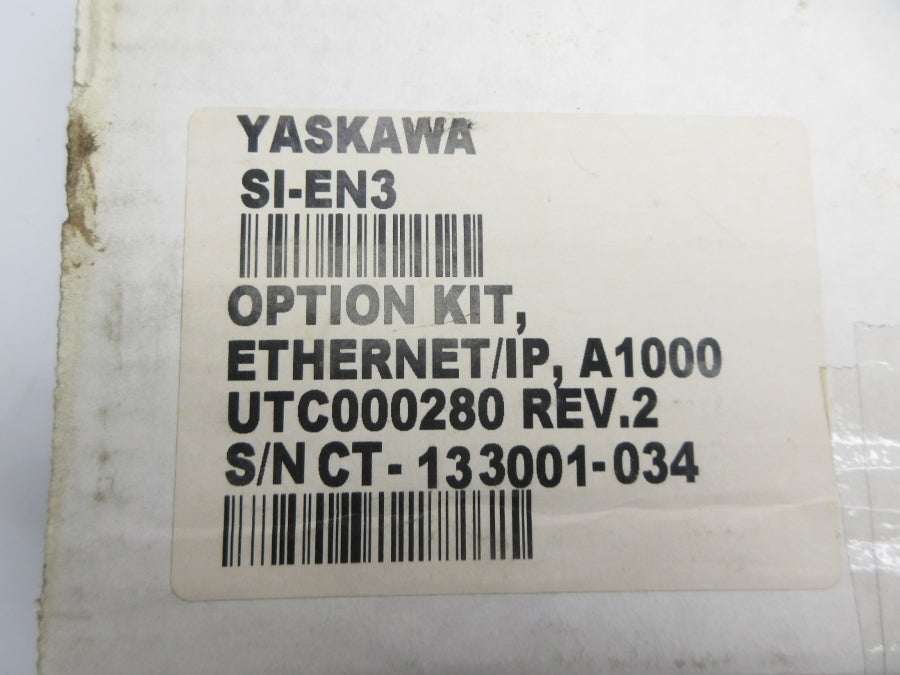 YASKAWA
SI-EN3
OPTION KIT,
ETHERNET/IP, A1000
UTC000280 REV.2
S/N CT-133001-034